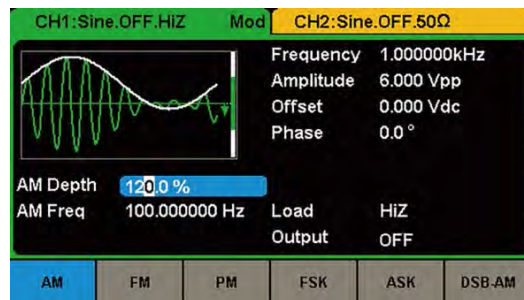 CH1:Sine.OFF.HiZ Mod CH2:Sine.OFF.50Ω
Frequency 1.000000kHz
Amplitude 6.000 Vpp
Offset 0.000 Vdc
Phase 0.0 °
AM Depth 120.0 %
AM Freq 100.000000 Hz
Load HiZ
Output OFF
AM FM PM FSK ASK DSB-AM